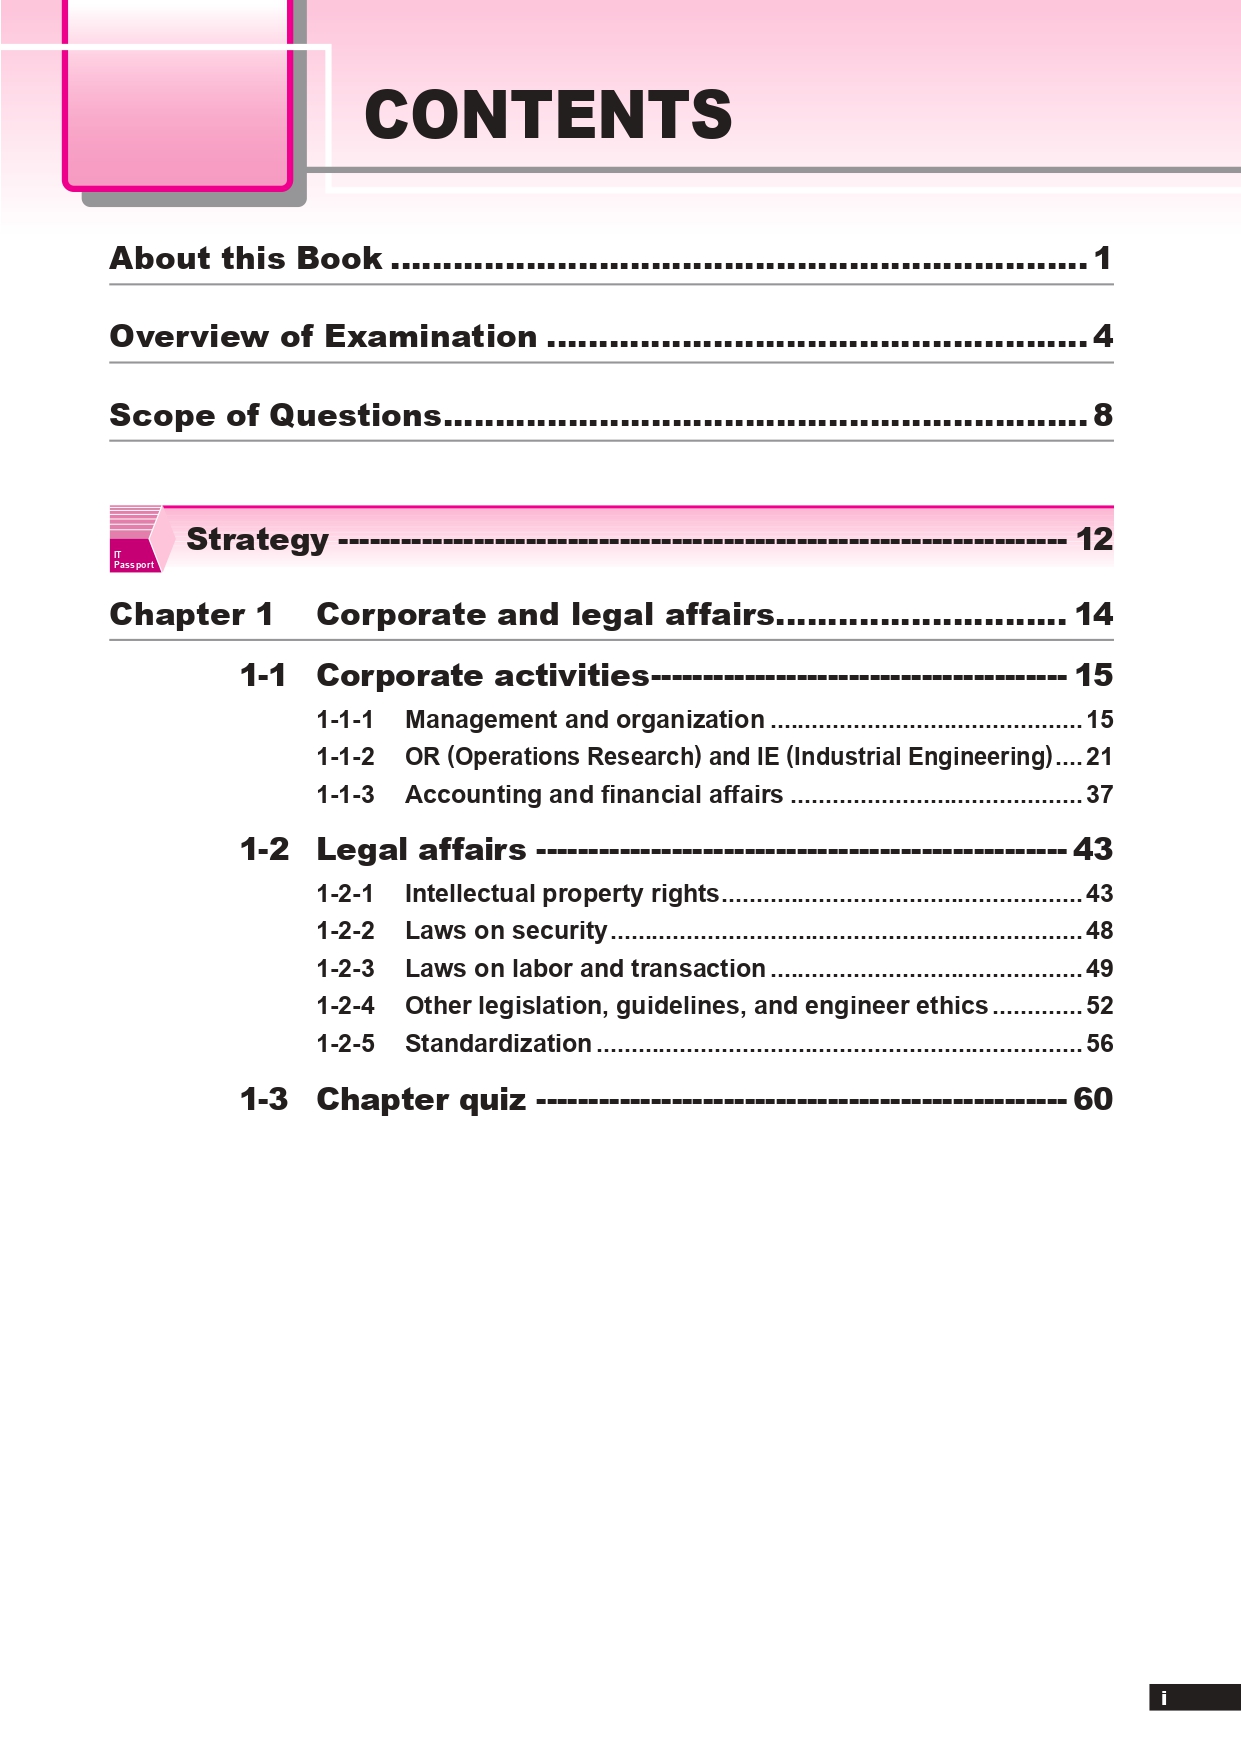 CONTENTS
About this Book ................................................................... 1
Overview of Examination .................................................... 4
Scope of Questions.............................................................. 8
IT
Passport
Strategy ---------------------------------------------------------------------- 12
Chapter 1 Corporate and legal affairs............................ 14
1-1 Corporate activities---------------------------------------- 15
1-1-1 Management and organization ............................................. 15
1-1-2 OR (Operations Research) and IE (Industrial Engineering).... 21
1-1-3 Accounting and financial affairs .......................................... 37
1-2 Legal affairs --------------------------------------------------- 43
1-2-1 Intellectual property rights.................................................... 43
1-2-2 Laws on security.................................................................... 48
1-2-3 Laws on labor and transaction ............................................. 49
1-2-4 Other legislation, guidelines, and engineer ethics ............. 52
1-2-5 Standardization ...................................................................... 56
1-3 Chapter quiz --------------------------------------------------- 60
i